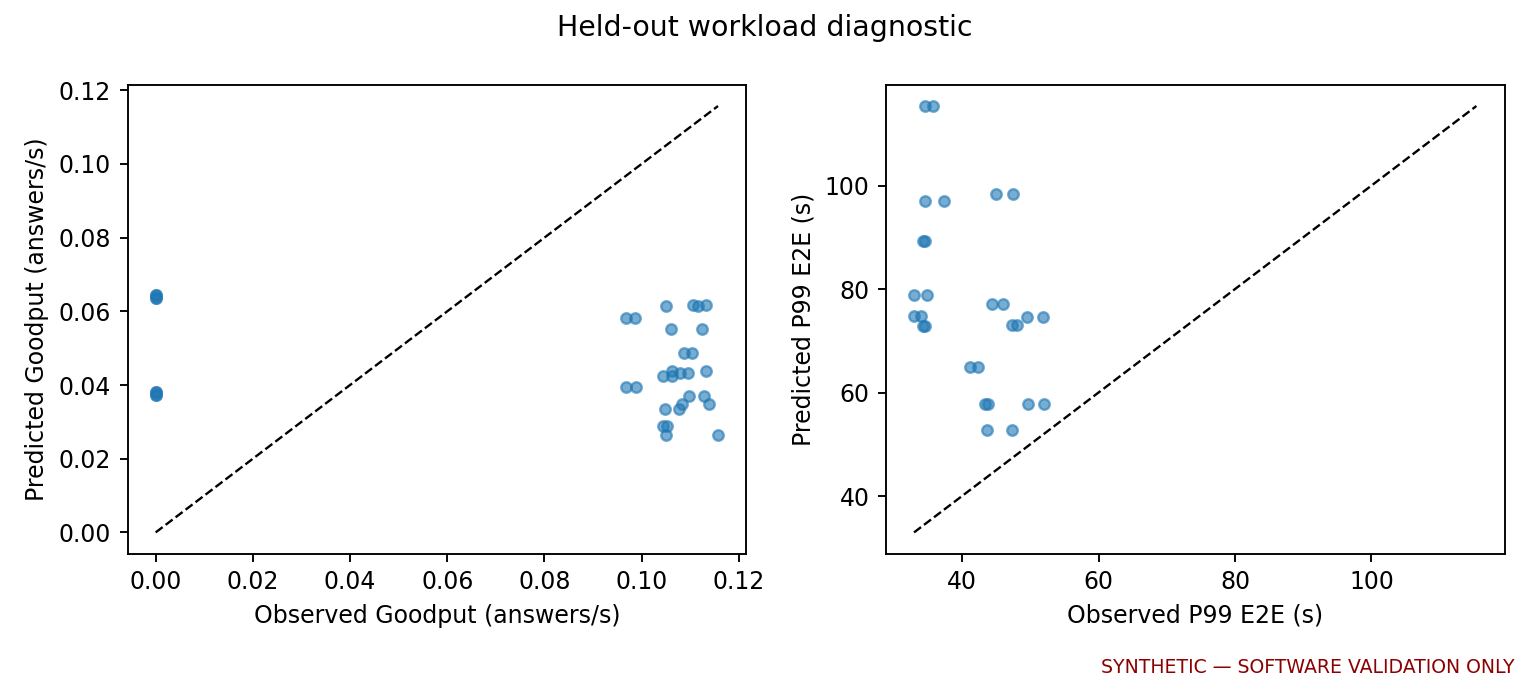 Held-out workload diagnostic
Predicted Goodput (answers/s)
0.12
0.10
0.08
0.06
0.04
0.02
0.00
0.00 0.02 0.04 0.06 0.08 0.10 0.12
Observed Goodput (answers/s)
Predicted P99 E2E (s)
100
80
60
40
40 60 80 100
Observed P99 E2E (s)
SYNTHETIC — SOFTWARE VALIDATION ONLY